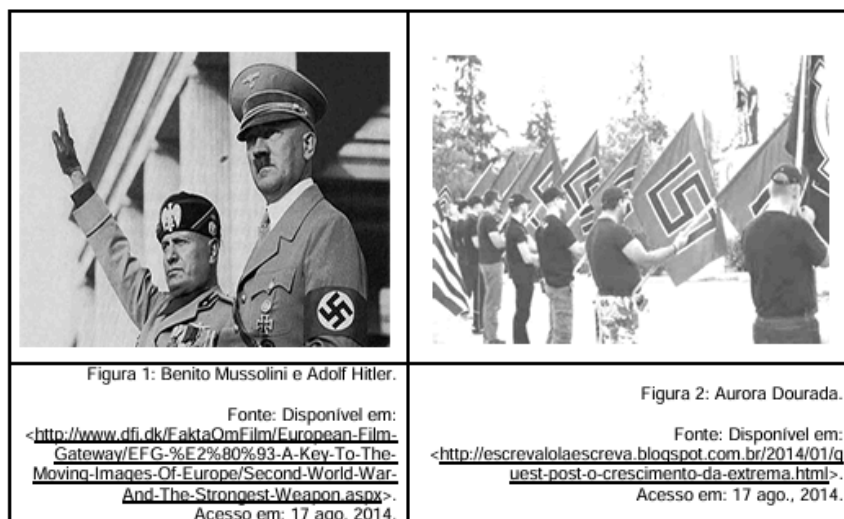 Figura 1: Benito Mussolini e Adolf Hitler.
Fonte: Disponível em:
<http://www.dfi.dk/FaktaOmFilm/European-Film-
Gateway/EFG-%E2%80%93-A-Key-To-The-
Moving-Images-Of-Europe/Second-World-War-
And-The-Strongest-Weapon.aspx>.
Acesso em: 17 ago. 2014.
Figura 2: Aurora Dourada.
Fonte: Disponível em:
<http://escrevalolaescreva.blogspot.com.br/2014/01/g
uest-post-o-crescimento-da-extrema.html>.
Acesso em: 17 ago., 2014.